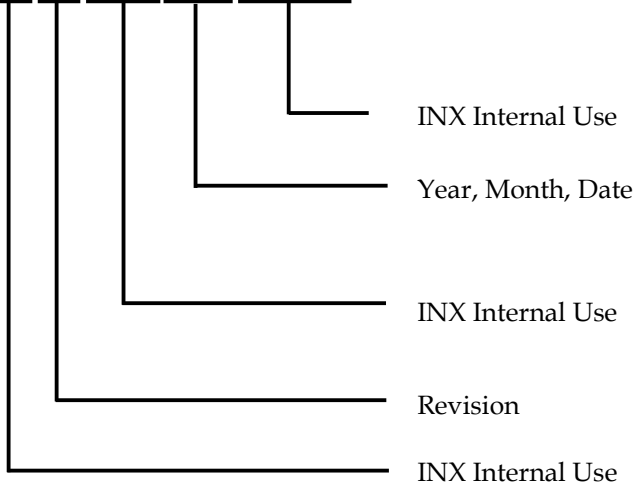 INX Internal Use
Year, Month, Date
INX Internal Use
Revision
INX Internal Use